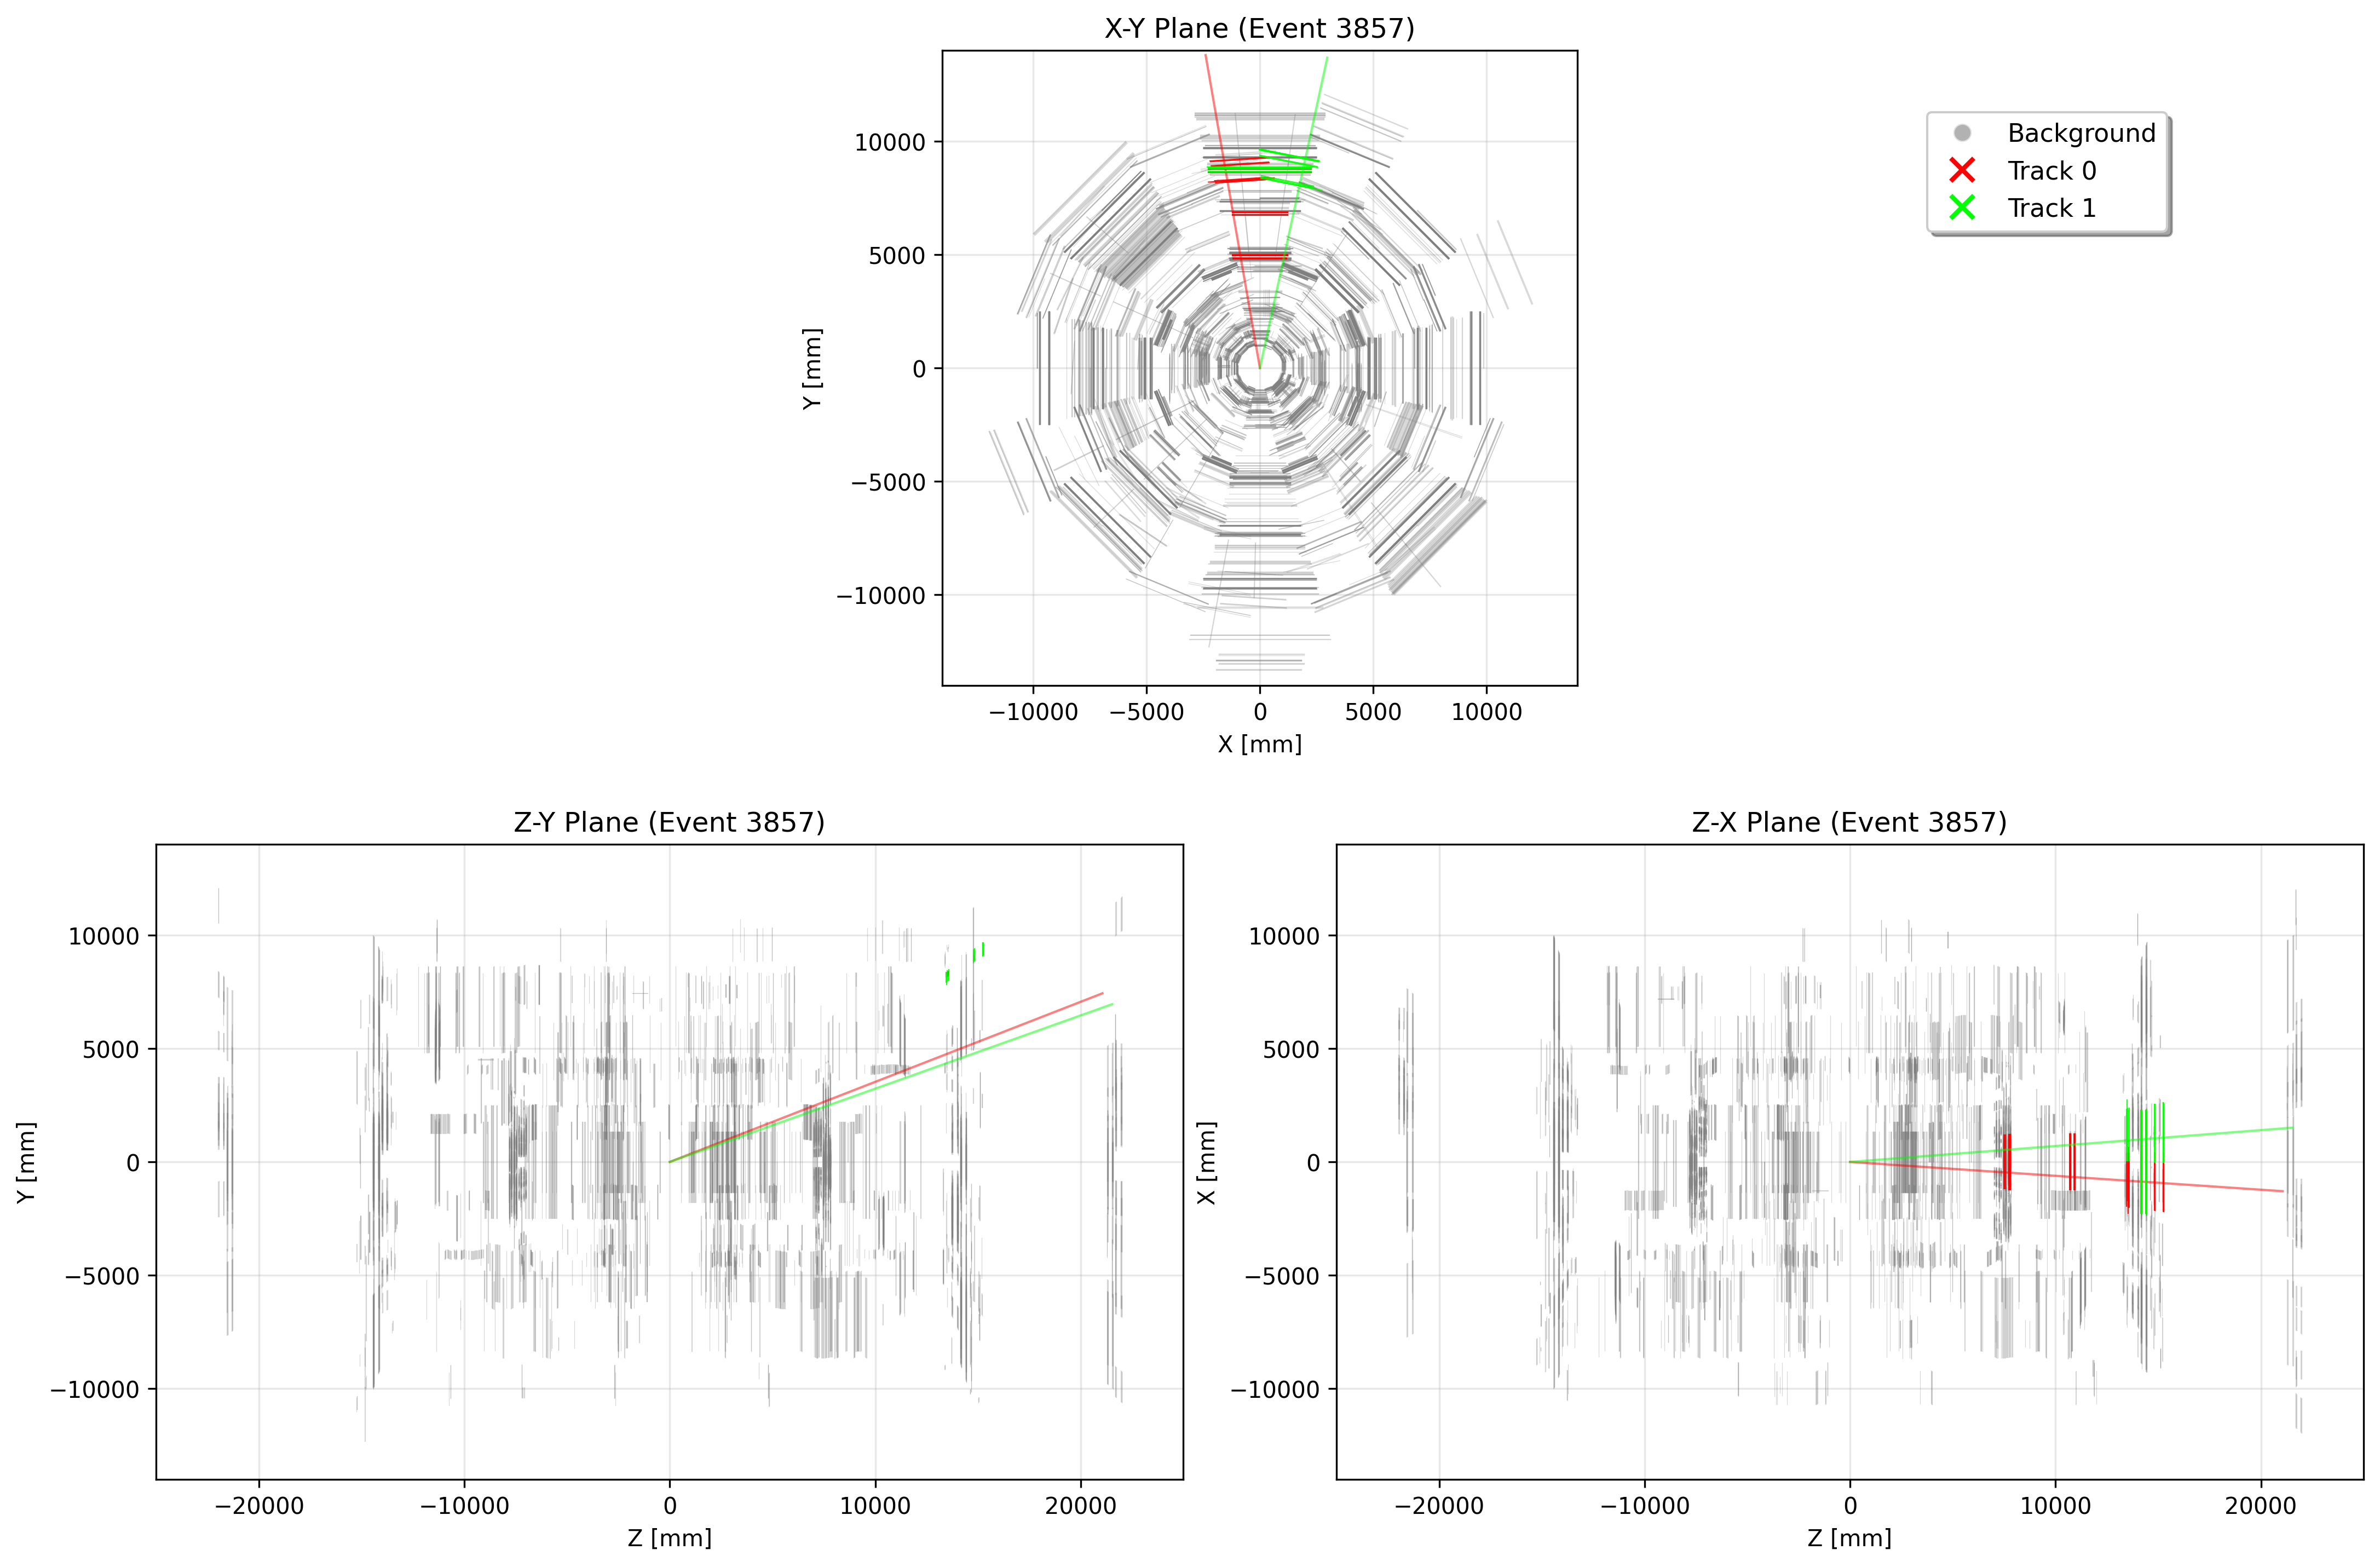 X-Y Plane (Event 3857)
Background
Track 0
Track 1
10000
5000
0
−5000
−10000
Y [mm]
−10000 −5000 0 5000 10000
X [mm]
Z-Y Plane (Event 3857)
10000
5000
0
−5000
−10000
Y [mm]
−20000 −10000 0 10000 20000
Z [mm]
Z-X Plane (Event 3857)
10000
5000
0
−5000
−10000
X [mm]
−20000 −10000 0 10000 20000
Z [mm]